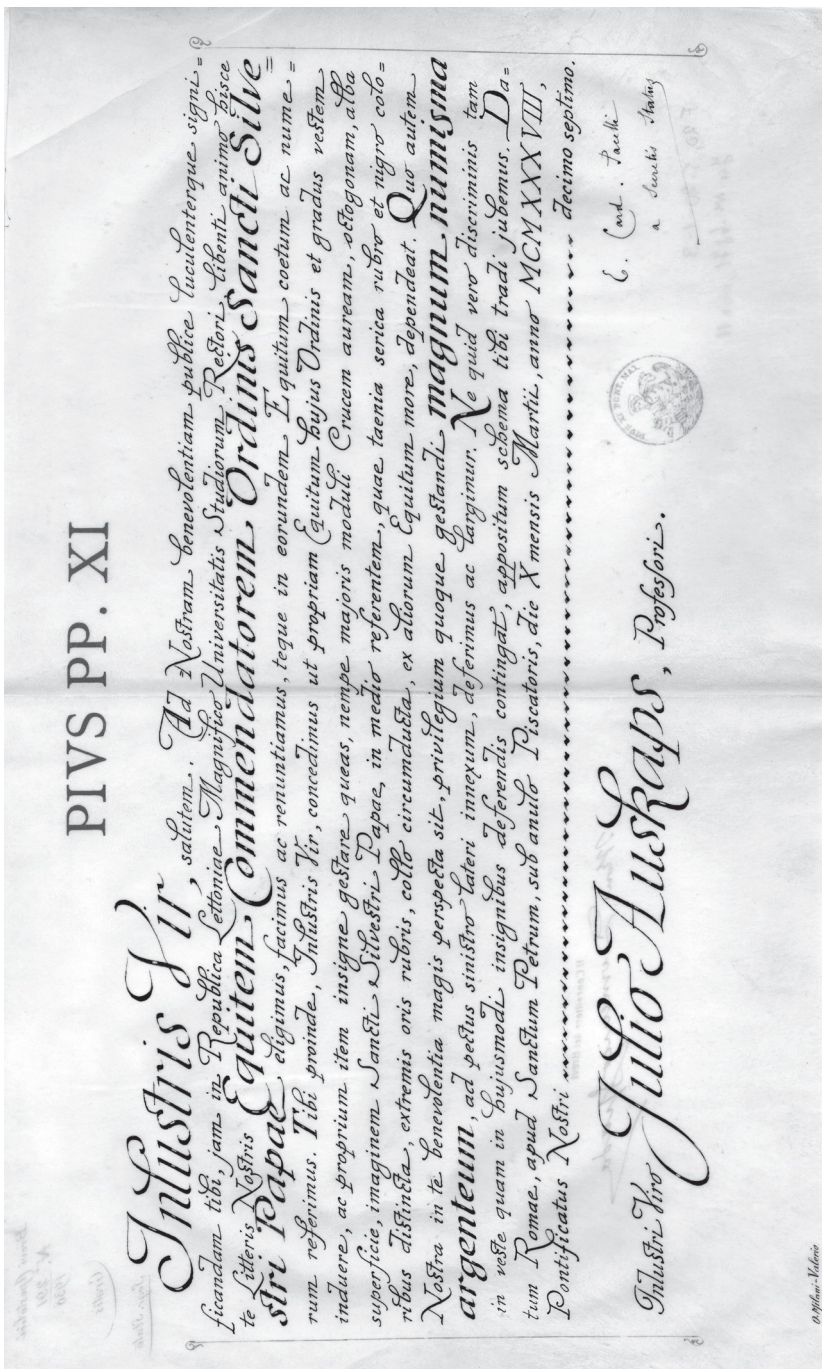 PIVS PP. XI
Inlustris Vir, salutem. Ad Nostram benevolentiam publice luculenterque signi=
ficandam tibi, jam in Republica Lettoniae Magnifico Universitatis Studiorum Rectori, libenti animo hisce
te Litteris Nostris Equitem Commendatorem Ordinis Sancti Silve=
stri Papae eligimus, facimus ac renuntiamus, teque in eorundem Equitum coetum ac nume=
rum referimus. Tibi proinde, Inlustris Vir, concedimus ut propriam Equitum hujus Ordinis et gradus vestem
induere, ac proprium item insigne gestare queas, nempe majoris moduli Crucem auream, octogonam, alba
superficie, imaginem Sancti Silvestri Papae, in medio referentem, quae taenia serica rubro et nigro colo=
ribus distincta, extremis oris rubris, collo circumducta, ex aliorum Equitum more, dependeat. Quo autem
Nostra in te benevolentia magis perspecta sit, privilegium quoque gestandi magnum numisma
argenteum, ad pectus sinistro lateri innexum, deferimus ac largimur. Ne quid vero discriminis tam
in veste quam in hujusmodi insignibus deferendis contingat, appositum schema tibi tradi jubemus. Da=
tum Romae, apud Sanctum Petrum, sub anulo Piscatoris, die X mensis Martii, anno MCMXXXVIII,
Pontificatus Nostri decimo septimo.
E. Card. Pacelli
a Secretis Status
Inlustri Viro Julio Auskaps, Professori.
O. Milani-Valerio